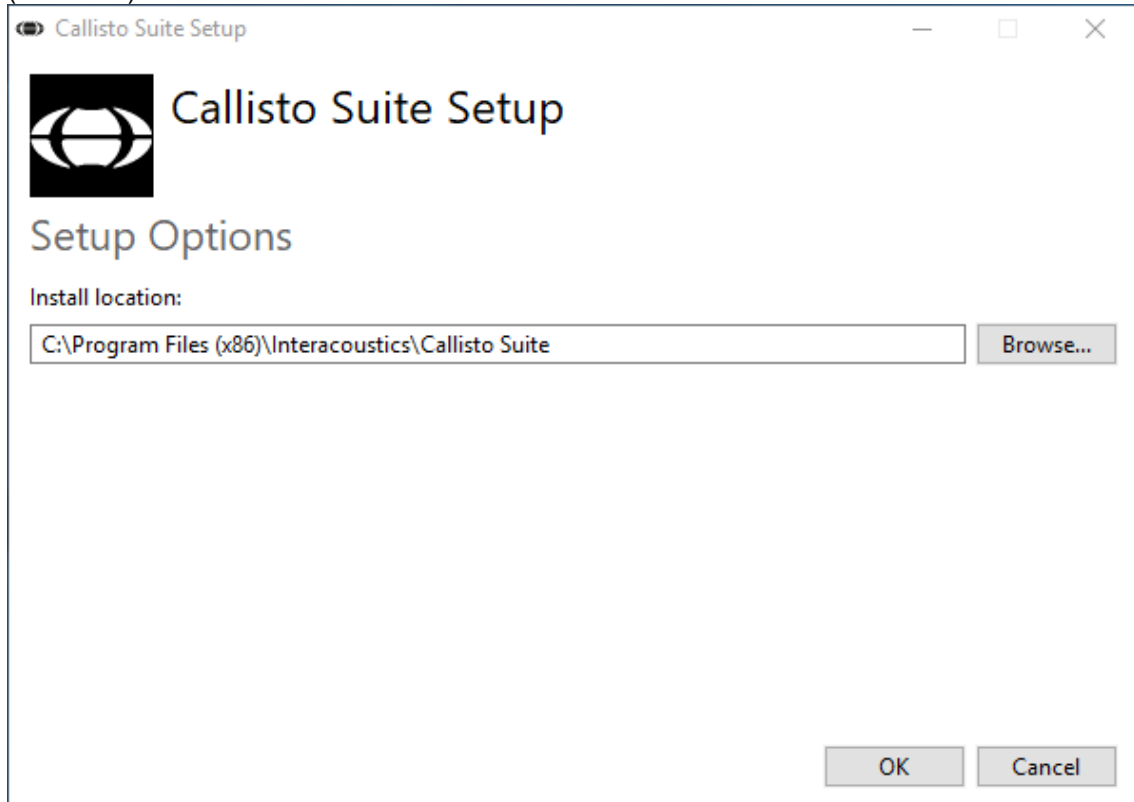 Callisto Suite Setup
Callisto Suite Setup
Setup Options
Install location:
C:\Program Files (x86)\Interacoustics\Callisto Suite
Browse...
OK
Cancel